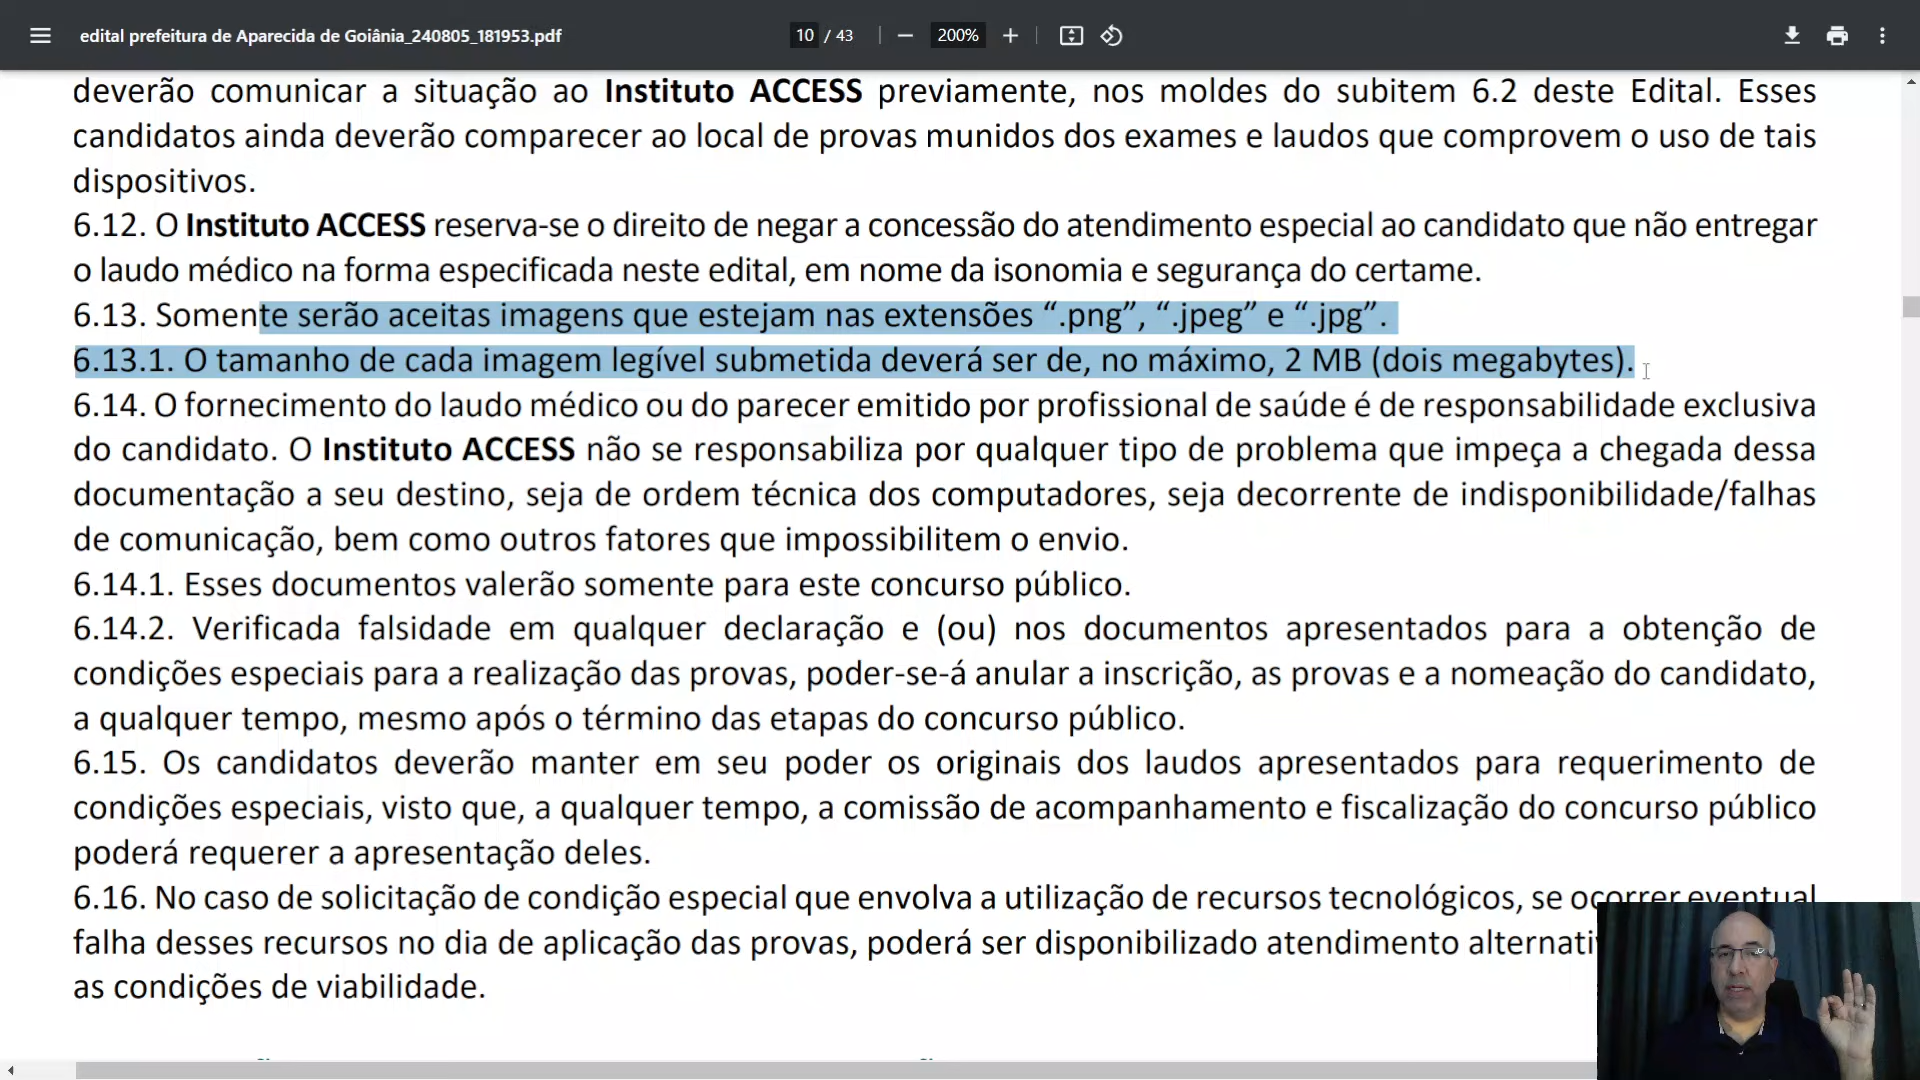 edital prefeitura de Aparecida de Goiânia_240805_181953.pdf
10 / 43
200%
deverão comunicar a situação ao Instituto ACCESS previamente, nos moldes do subitem 6.2 deste Edital. Esses
candidatos ainda deverão comparecer ao local de provas munidos dos exames e laudos que comprovem o uso de tais
dispositivos.
6.12. O Instituto ACCESS reserva-se o direito de negar a concessão do atendimento especial ao candidato que não entregar
o laudo médico na forma especificada neste edital, em nome da isonomia e segurança do certame.
6.13. Somente serão aceitas imagens que estejam nas extensões “.png”, “.jpeg” e “.jpg”.
6.13.1. O tamanho de cada imagem legível submetida deverá ser de, no máximo, 2 MB (dois megabytes).
6.14. O fornecimento do laudo médico ou do parecer emitido por profissional de saúde é de responsabilidade exclusiva
do candidato. O Instituto ACCESS não se responsabiliza por qualquer tipo de problema que impeça a chegada dessa
documentação a seu destino, seja de ordem técnica dos computadores, seja decorrente de indisponibilidade/falhas
de comunicação, bem como outros fatores que impossibilitem o envio.
6.14.1. Esses documentos valerão somente para este concurso público.
6.14.2. Verificada falsidade em qualquer declaração e (ou) nos documentos apresentados para a obtenção de
condições especiais para a realização das provas, poder-se-á anular a inscrição, as provas e a nomeação do candidato,
a qualquer tempo, mesmo após o término das etapas do concurso público.
6.15. Os candidatos deverão manter em seu poder os originais dos laudos apresentados para requerimento de
condições especiais, visto que, a qualquer tempo, a comissão de acompanhamento e fiscalização do concurso público
poderá requerer a apresentação deles.
6.16. No caso de solicitação de condição especial que envolva a utilização de recursos tecnológicos, se ocorrer eventual
falha desses recursos no dia de aplicação das provas, poderá ser disponibilizado atendimento alternati
as condições de viabilidade.